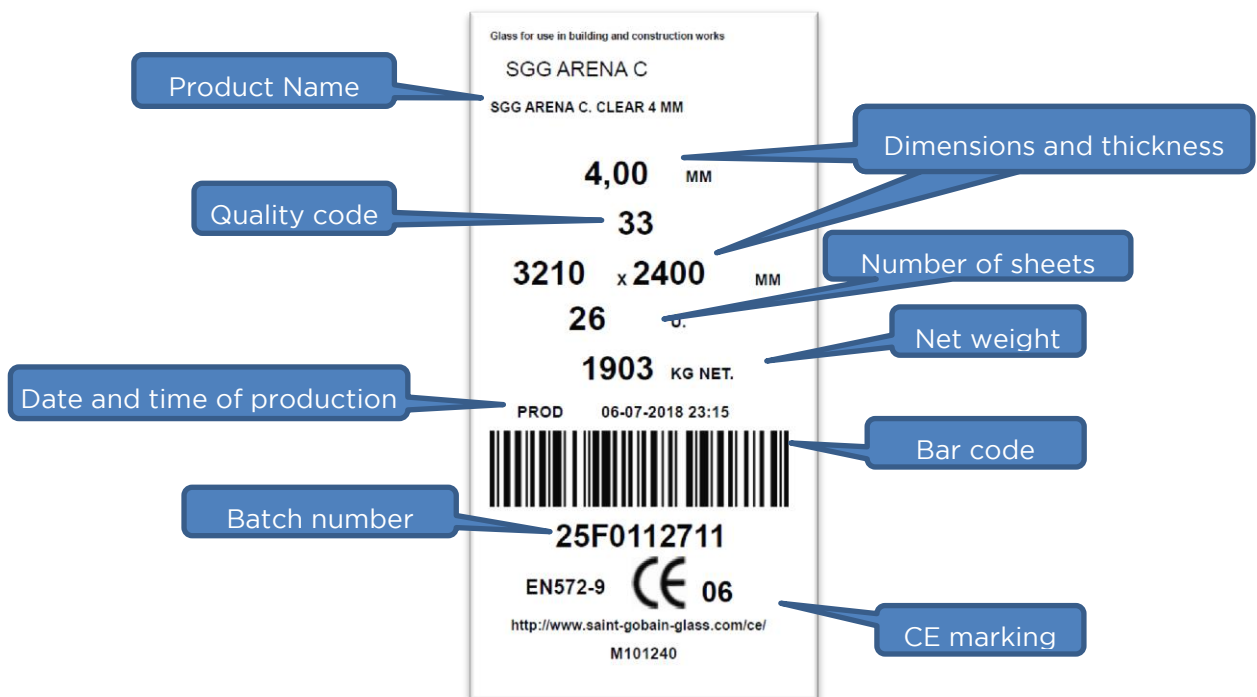 Glass for use in building and construction works
SGG ARENA C
Product Name
SGG ARENA C. CLEAR 4 MM
Dimensions and thickness
4,00 MM
Quality code
33
3210 x 2400 MM
Number of sheets
26 U.
Net weight
1903 KG NET.
Date and time of production
PROD 06-07-2018 23:15
Bar code
Batch number
25F0112711
EN572-9 CE 06
http://www.saint-gobain-glass.com/ce/
CE marking
M101240